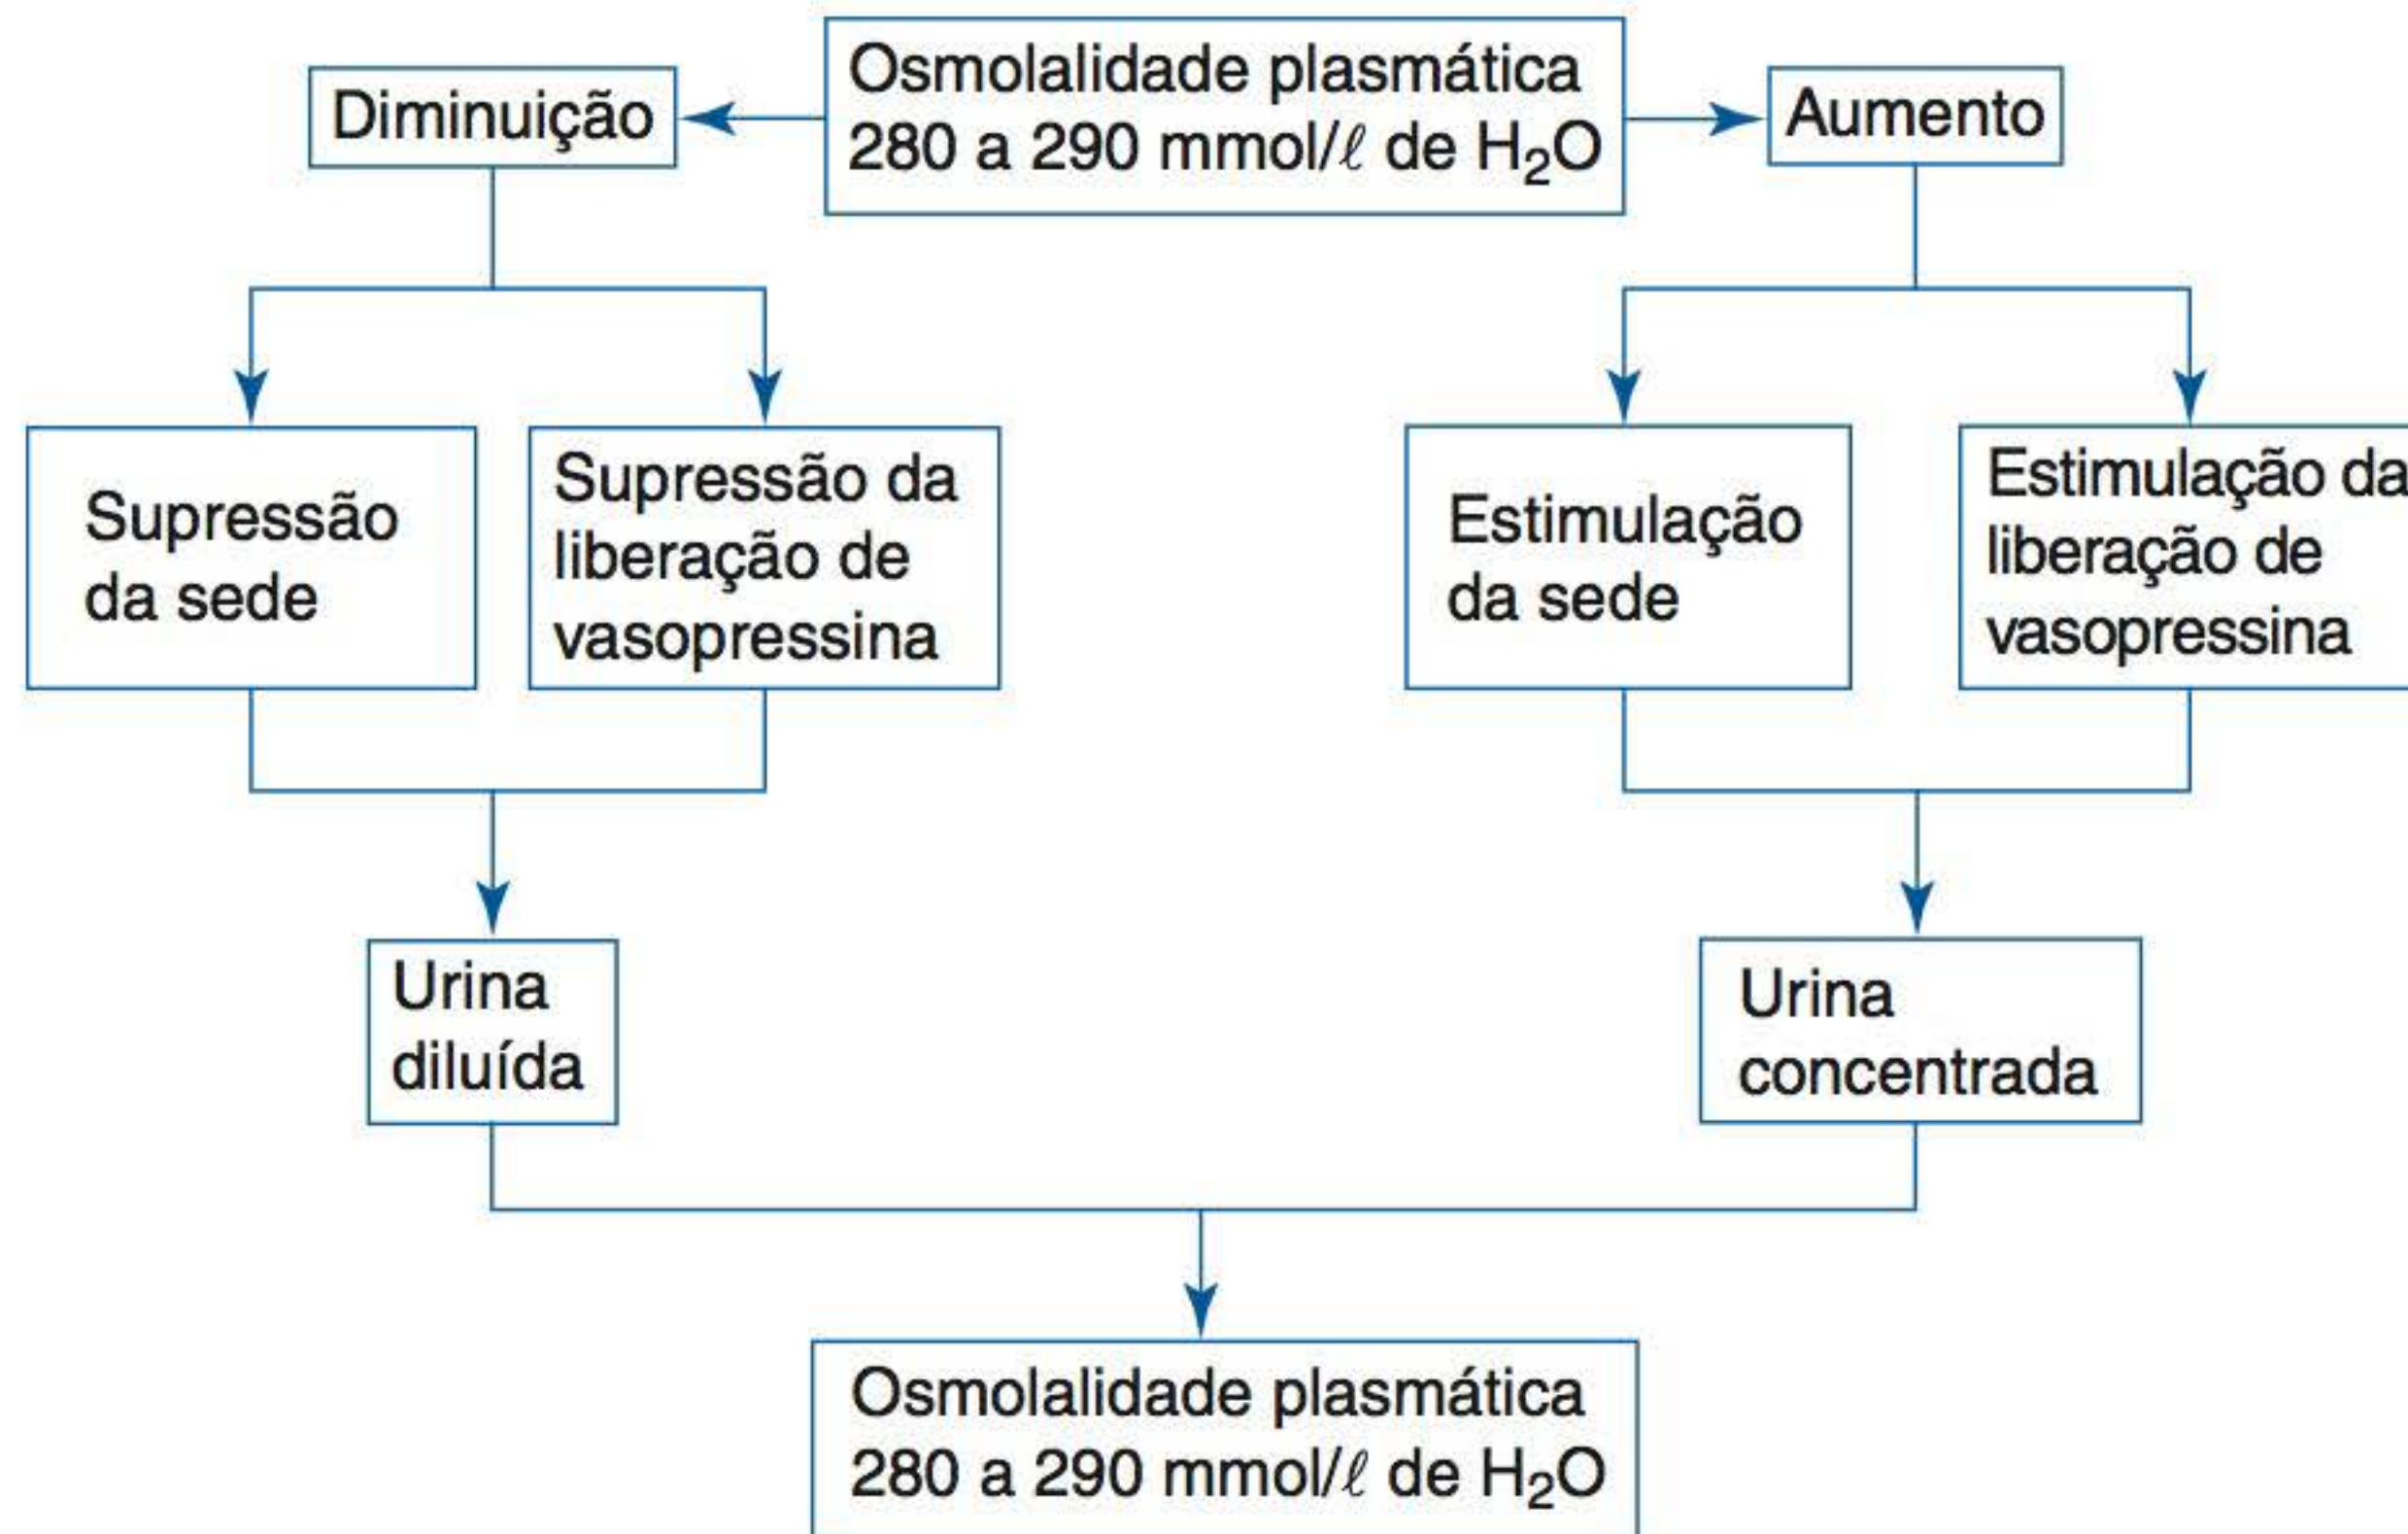 Osmolalidade plasmática
280 a 290 mmol/ℓ de H₂O
Diminuição
Aumento
Supressão
da sede
Supressão da
liberação de
vasopressina
Estimulação
da sede
Estimulação da
liberação de
vasopressina
Urina
diluída
Urina
concentrada
Osmolalidade plasmática
280 a 290 mmol/ℓ de H₂O